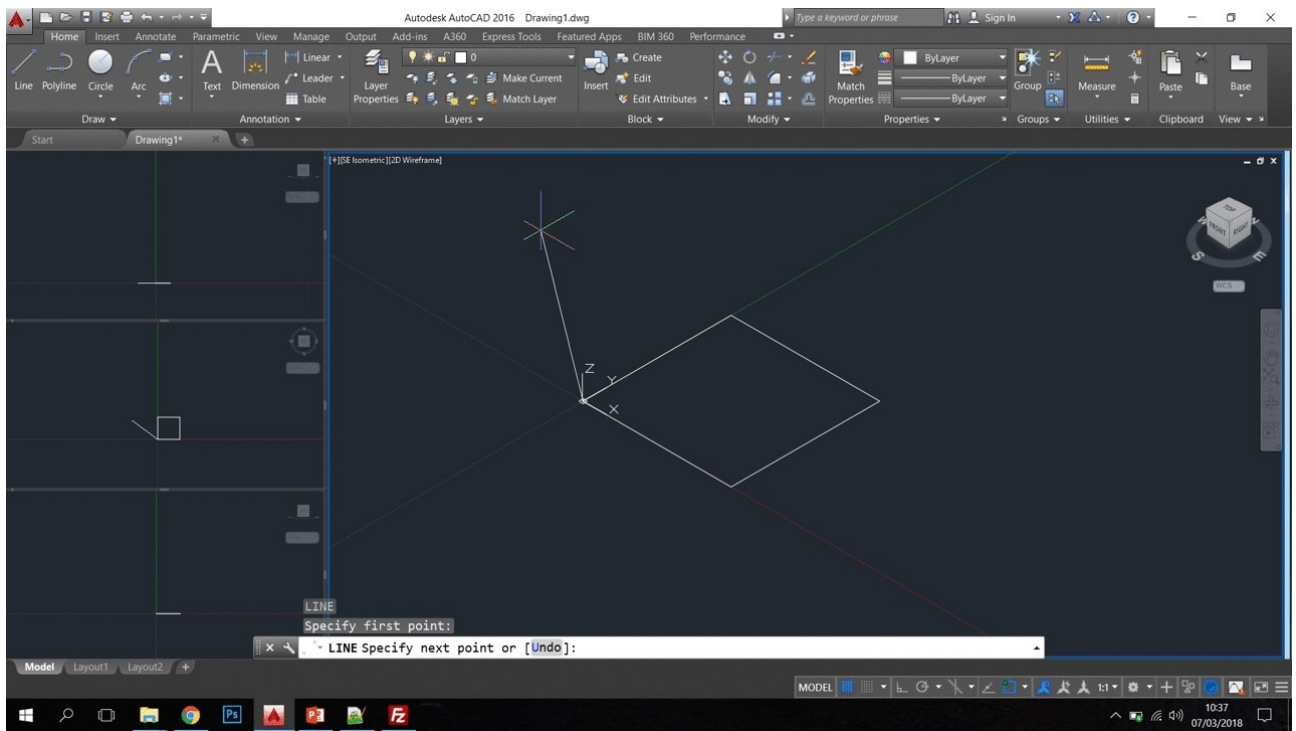 Autodesk AutoCAD 2016 Drawing1.dwg
Type a keyword or phrase
Sign In
Home Insert Annotate Parametric View Manage Output Add-ins A360 Express Tools Featured Apps BIM 360 Performance
Linear Create ByLayer
Leader Make Current Edit ByLayer
Line Polyline Circle Arc Text Dimension Table Layer Properties Match Layer Insert Edit Attributes Match Properties ByLayer Group Measure Paste Base
Draw Annotation Layers 0 Block Modify Properties Groups Utilities Clipboard View
Start Drawing1*
[+][SE Isometric][2D Wireframe]
TOP
FRONT RIGHT
S E
WCS
Z
Y
X
LINE
Specify first point:
LINE Specify next point or [Undo]:
Model Layout1 Layout2 +
MODEL 1:1
Ps
10:37
07/03/2018